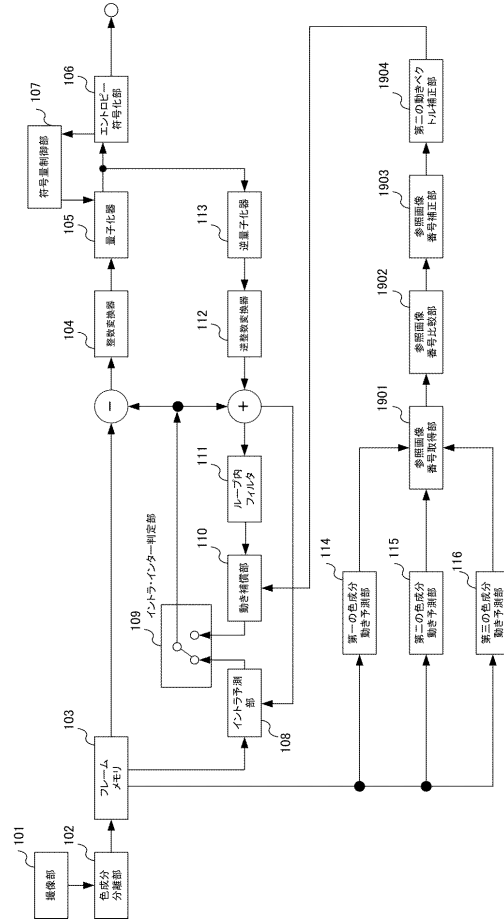 101
撮像部
102
色成分
分離部
103
フレーム
メモリ
104
整数変換器
105
量子化器
106
エントロピー
符号化部
107
符号量制御部
108
イントラ予測
部
109
イントラ・インター判定部
110
動き補償部
111
ループ内
フィルタ
112
逆整数変換器
113
逆量子化器
−
+
114
第一の色成分
動き予測部
115
第二の色成分
動き予測部
116
第三の色成分
動き予測部
1901
参照画像
番号取得部
1902
参照画像
番号比較部
1903
参照画像
番号補正部
1904
第二の動きベク
トル補正部